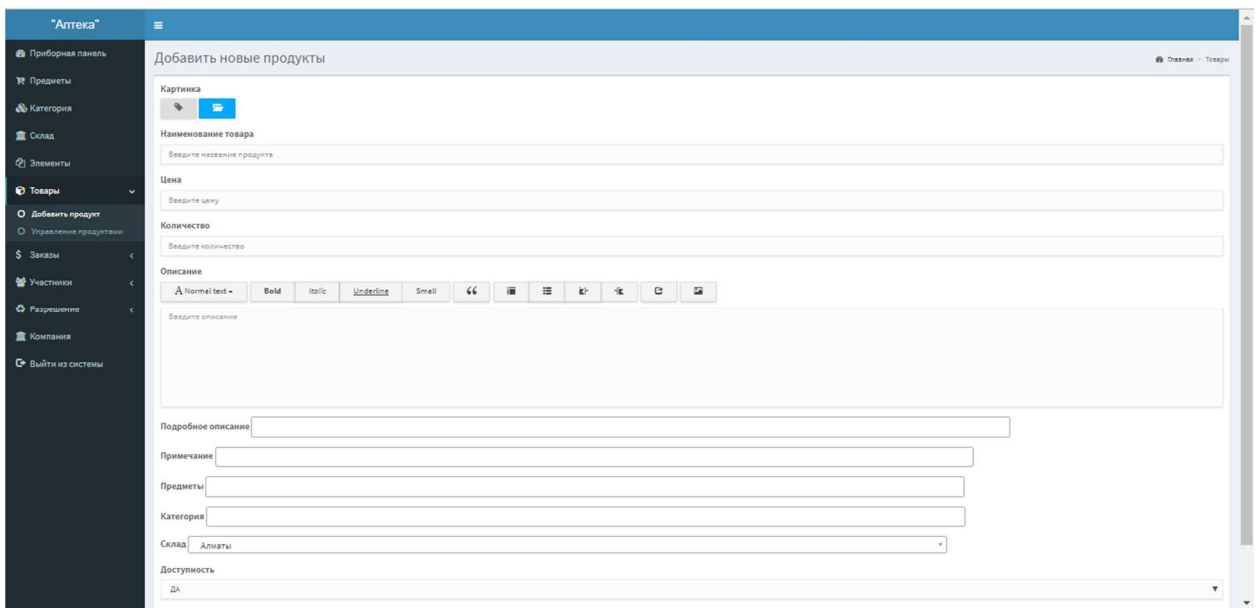 "Аптека"
Приборная панель
Предметы
Категория
Склад
Элементы
Товары
Добавить продукт
Управление продуктами
Заказы
Участники
Разрешение
Компания
Выйти из системы
Добавить новые продукты
Главная > Товары
Картинка
Наименование товара
Введите название продукта
Цена
Введите цену
Количество
Введите количество
Описание
A Normal text Bold Italic Underline Small
Введите описание
Подробное описание
Примечание
Предметы
Категория
Склад Алматы
Доступность
ДА